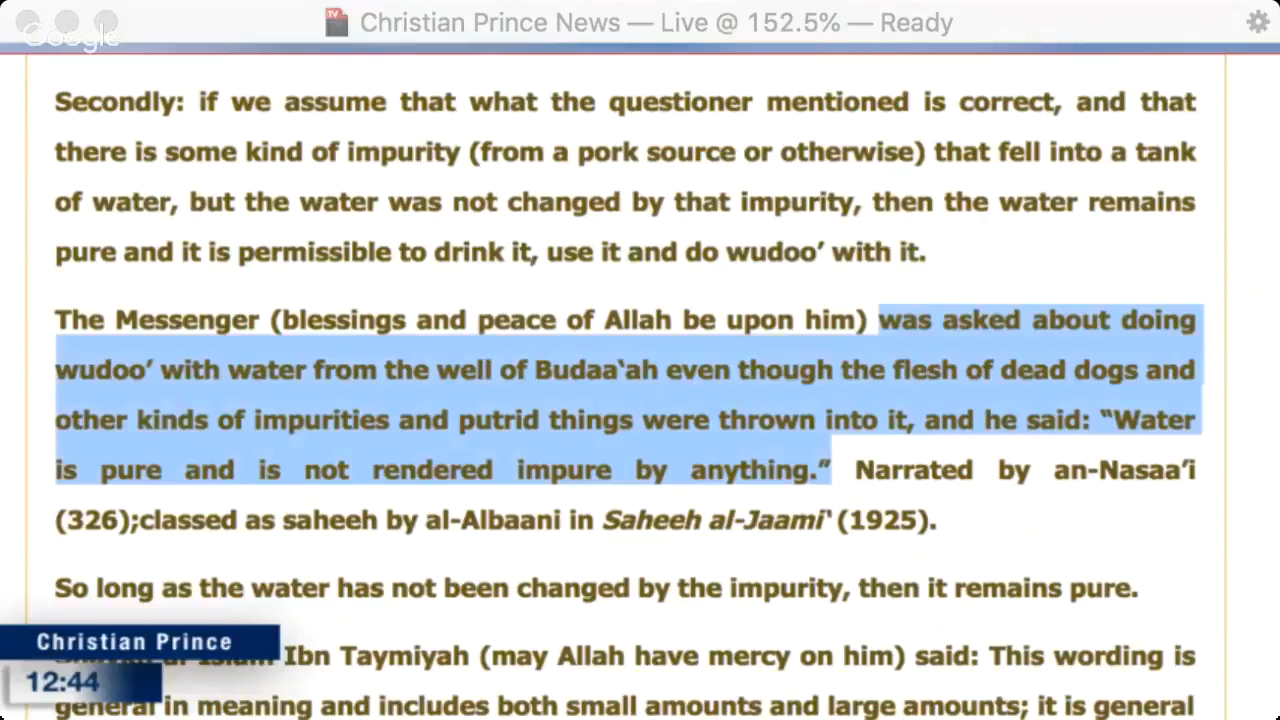 Christian Prince News — Live @ 152.5% — Ready
Google
Secondly: if we assume that what the questioner mentioned is correct, and that
there is some kind of impurity (from a pork source or otherwise) that fell into a tank
of water, but the water was not changed by that impurity, then the water remains
pure and it is permissible to drink it, use it and do wudoo’ with it.
The Messenger (blessings and peace of Allah be upon him) was asked about doing
wudoo’ with water from the well of Budaa‘ah even though the flesh of dead dogs and
other kinds of impurities and putrid things were thrown into it, and he said: “Water
is pure and is not rendered impure by anything.” Narrated by an-Nasaa’i
(326);classed as saheeh by al-Albaani in Saheeh al-Jaami‘ (1925).
So long as the water has not been changed by the impurity, then it remains pure.
Christian Prince
Ibn Taymiyah (may Allah have mercy on him) said: This wording is
12:44
general in meaning and includes both small amounts and large amounts; it is general